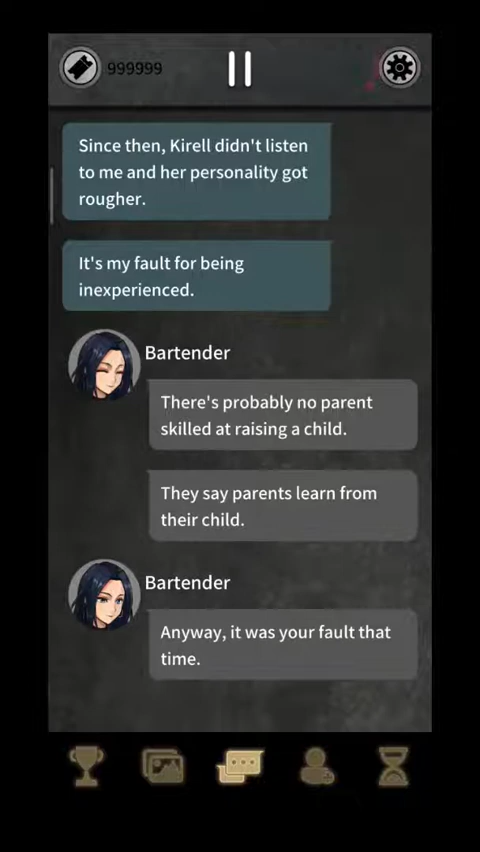 999999
Since then, Kirell didn't listen
to me and her personality got
rougher.
It's my fault for being
inexperienced.
Bartender
There's probably no parent
skilled at raising a child.
They say parents learn from
their child.
Bartender
Anyway, it was your fault that
time.